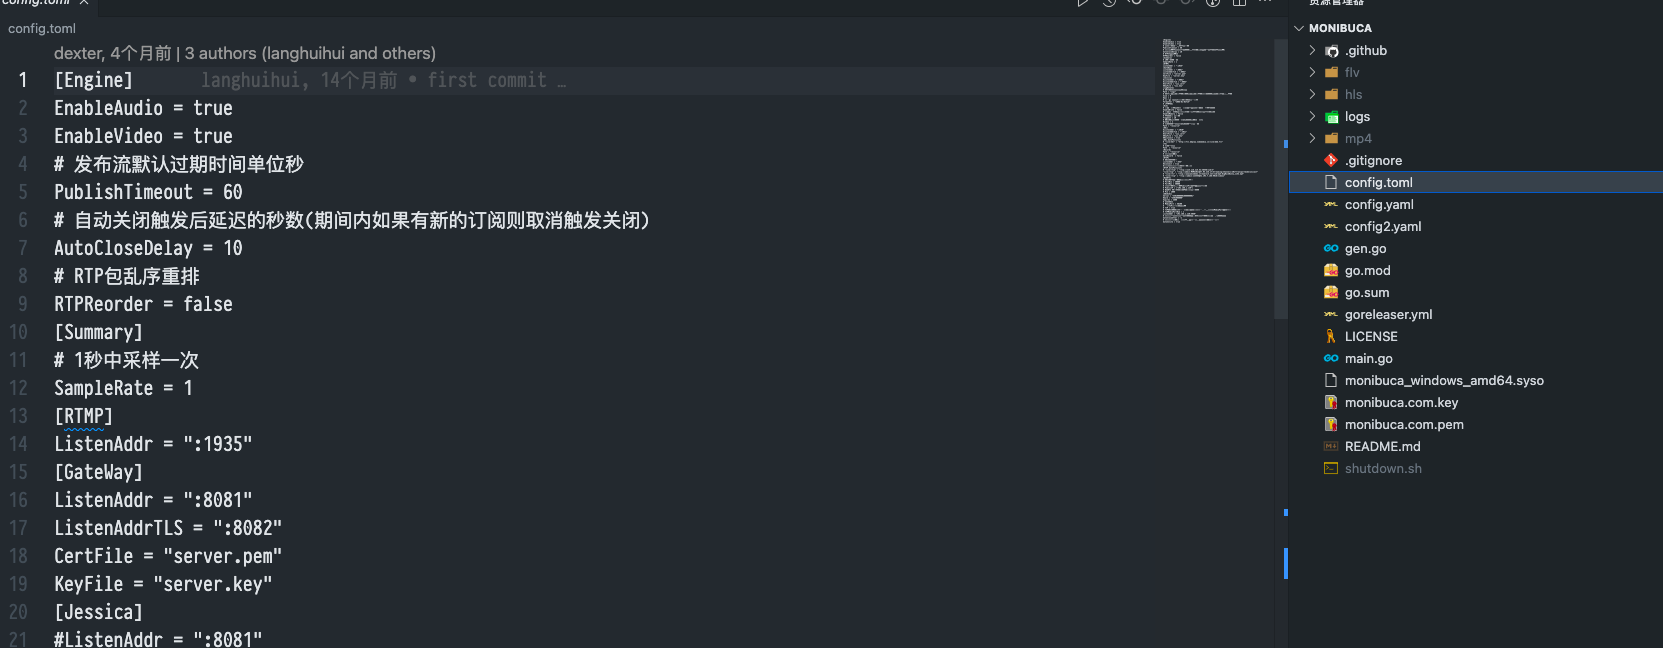 config.toml
资源管理器
config.toml
dexter, 4个月前 | 3 authors (langhuihui and others)
1 [Engine] langhuihui, 14个月前 • first commit …
2 EnableAudio = true
3 EnableVideo = true
4 # 发布流默认过期时间单位秒
5 PublishTimeout = 60
6 # 自动关闭触发后延迟的秒数(期间内如果有新的订阅则取消触发关闭)
7 AutoCloseDelay = 10
8 # RTP包乱序重排
9 RTPReorder = false
10 [Summary]
11 # 1秒中采样一次
12 SampleRate = 1
13 [RTMP]
14 ListenAddr = ":1935"
15 [GateWay]
16 ListenAddr = ":8081"
17 ListenAddrTLS = ":8082"
18 CertFile = "server.pem"
19 KeyFile = "server.key"
20 [Jessica]
21 #ListenAddr = ":8081"
MONIBUCA
.github
flv
hls
logs
mp4
.gitignore
config.toml
config.yaml
config2.yaml
gen.go
go.mod
go.sum
goreleaser.yml
LICENSE
main.go
monibuca_windows_amd64.syso
monibuca.com.key
monibuca.com.pem
README.md
shutdown.sh